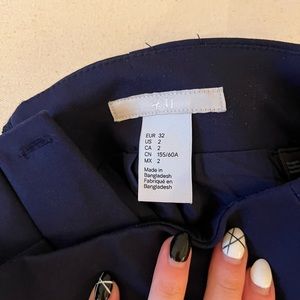 EUR 32
US 2
CA 2
CN 155/60A
MX 2
Made in
Bangladesh
Fabriqué en
Bangladesh